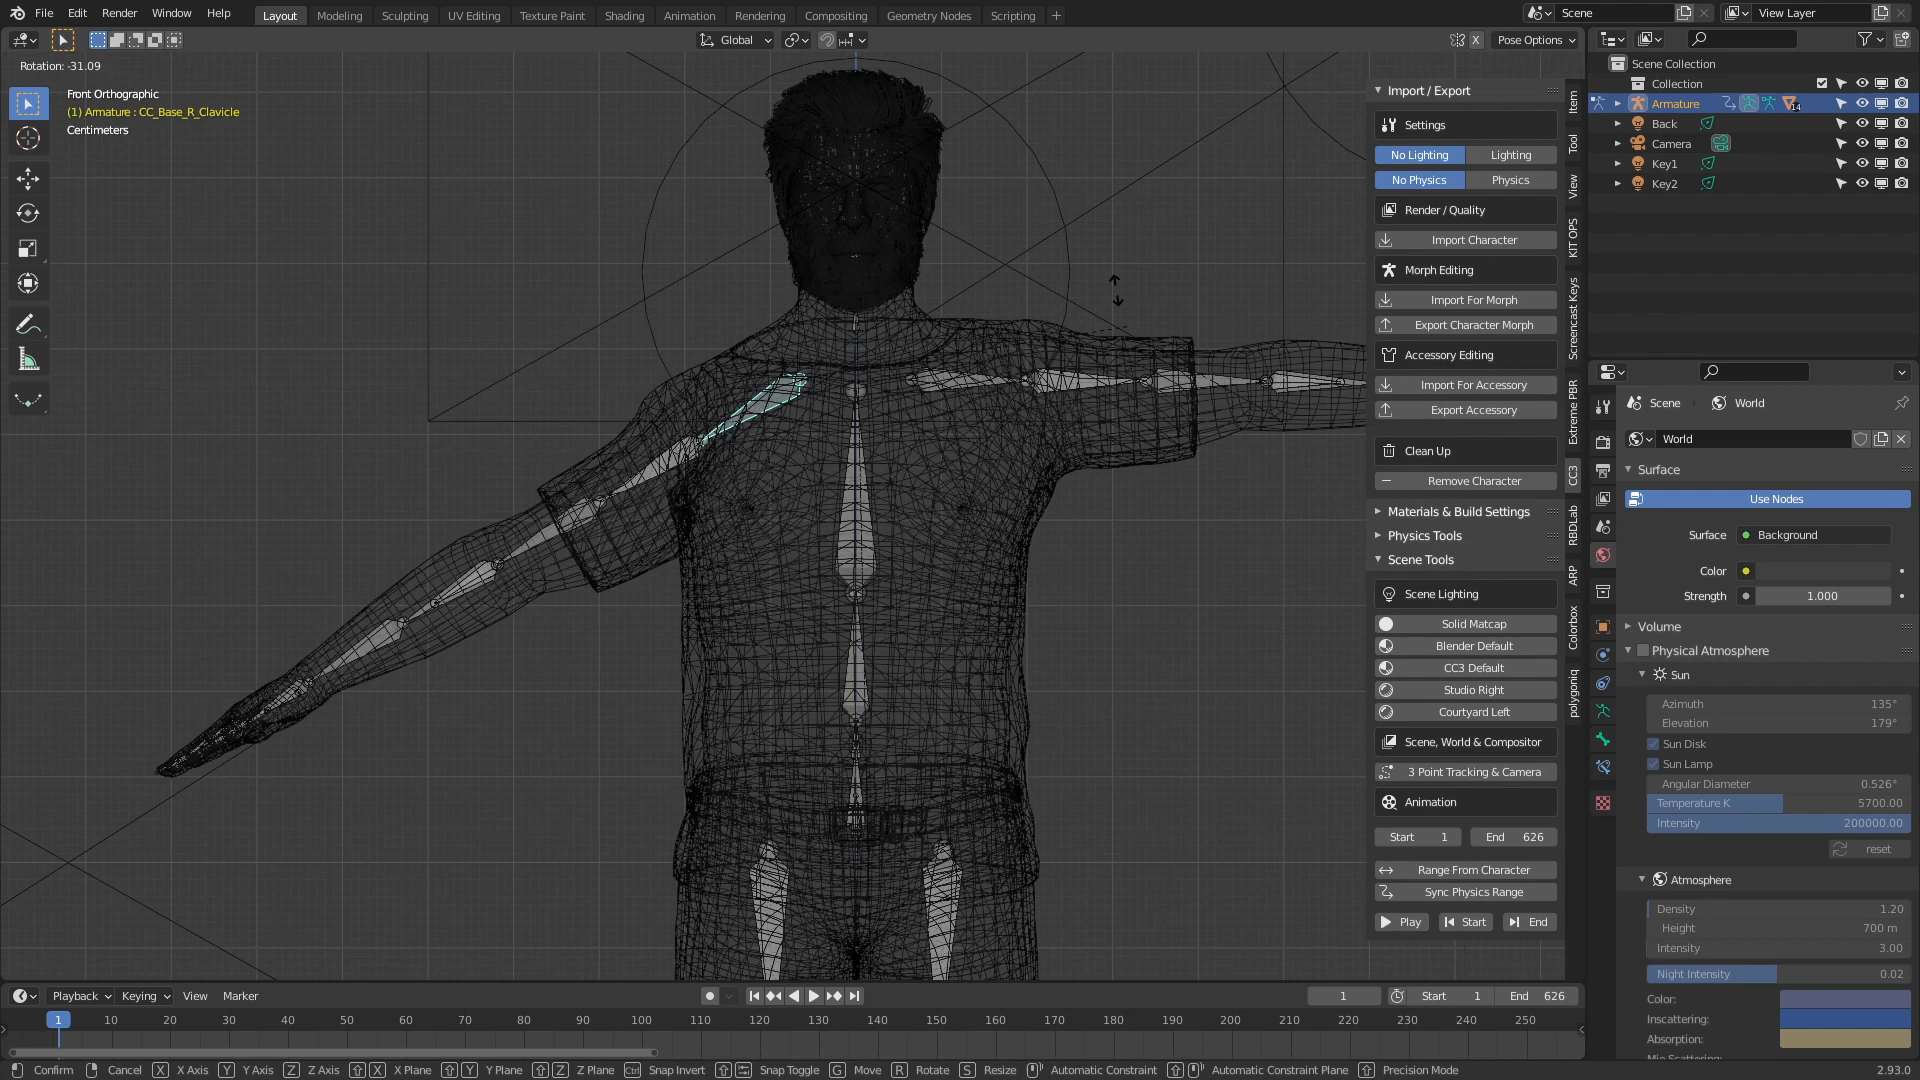 File Edit Render Window Help Layout Modeling Sculpting UV Editing Texture Paint Shading Animation Rendering Compositing Geometry Nodes Scripting + Scene View Layer
Global X Pose Options
Rotation: -31.09
Front Orthographic
(1) Armature : CC_Base_R_Clavicle
Centimeters
Import / Export
Settings
No Lighting Lighting
No Physics Physics
Render / Quality
Import Character
Morph Editing
Import For Morph
Export Character Morph
Accessory Editing
Import For Accessory
Export Accessory
Clean Up
Remove Character
Materials & Build Settings
Physics Tools
Scene Tools
Scene Lighting
Solid Matcap
Blender Default
CC3 Default
Studio Right
Courtyard Left
Scene, World & Compositor
3 Point Tracking & Camera
Animation
Start 1 End 626
Range From Character
Sync Physics Range
Play Start End
Item
Tool
View
KIT OPS
Screencast Keys
Extreme PBR
CC3
RBDLab
ARP
Colorbox
polygoniq
Scene Collection
Collection
Armature 14
Back
Camera
Key1
Key2
Scene World
World
Surface
Use Nodes
Surface Background
Color
Strength 1.000
Volume
Physical Atmosphere
Sun
Azimuth 135°
Elevation 179°
Sun Disk
Sun Lamp
Angular Diameter 0.526°
Temperature K 5700.00
Intensity 200000.00
reset
Atmosphere
Density 1.20
Height 700 m
Intensity 3.00
Night Intensity 0.02
Color:
Inscattering:
Absorption:
Mie Scattering:
Playback Keying View Marker 1 Start 1 End 626
1 10 20 30 40 50 60 70 80 90 100 110 120 130 140 150 160 170 180 190 200 210 220 230 240 250
Confirm Cancel X X Axis Y Y Axis Z Z Axis X X Plane Y Y Plane Z Z Plane Ctrl Snap Invert Snap Toggle G Move R Rotate S Resize Automatic Constraint Automatic Constraint Plane Precision Mode 2.93.0